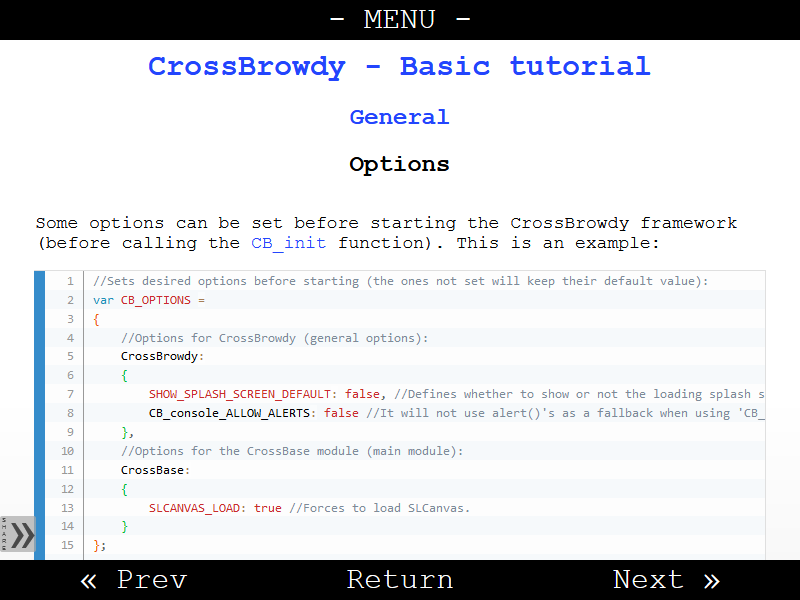 - MENU -
CrossBrowdy - Basic tutorial
General
Options
Some options can be set before starting the CrossBrowdy framework
(before calling the CB_init function). This is an example:
1 //Sets desired options before starting (the ones not set will keep their default value):
2 var CB_OPTIONS =
3 {
4 //Options for CrossBrowdy (general options):
5 CrossBrowdy:
6 {
7 SHOW_SPLASH_SCREEN_DEFAULT: false, //Defines whether to show or not the loading splash s
8 CB_console_ALLOW_ALERTS: false //It will not use alert()'s as a fallback when using 'CB_
9 },
10 //Options for the CrossBase module (main module):
11 CrossBase:
12 {
13 SLCANVAS_LOAD: true //Forces to load SLCanvas.
14 }
15 };
SHARE
« Prev Return Next »